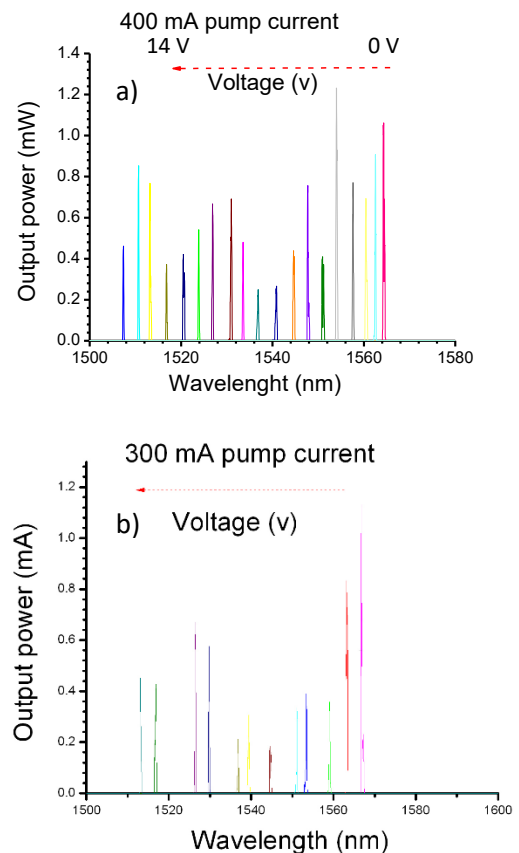 400 mA pump current
14 V 0 V
Voltage (v)
a)
Output power (mW)
1.4
1.2
1.0
0.8
0.6
0.4
0.2
0.0
1500 1520 1540 1560 1580
Wavelenght (nm)
300 mA pump current
b) Voltage (v)
Output power (mA)
1.2
1.0
0.8
0.6
0.4
0.2
0.0
1500 1520 1540 1560 1580 1600
Wavelength (nm)